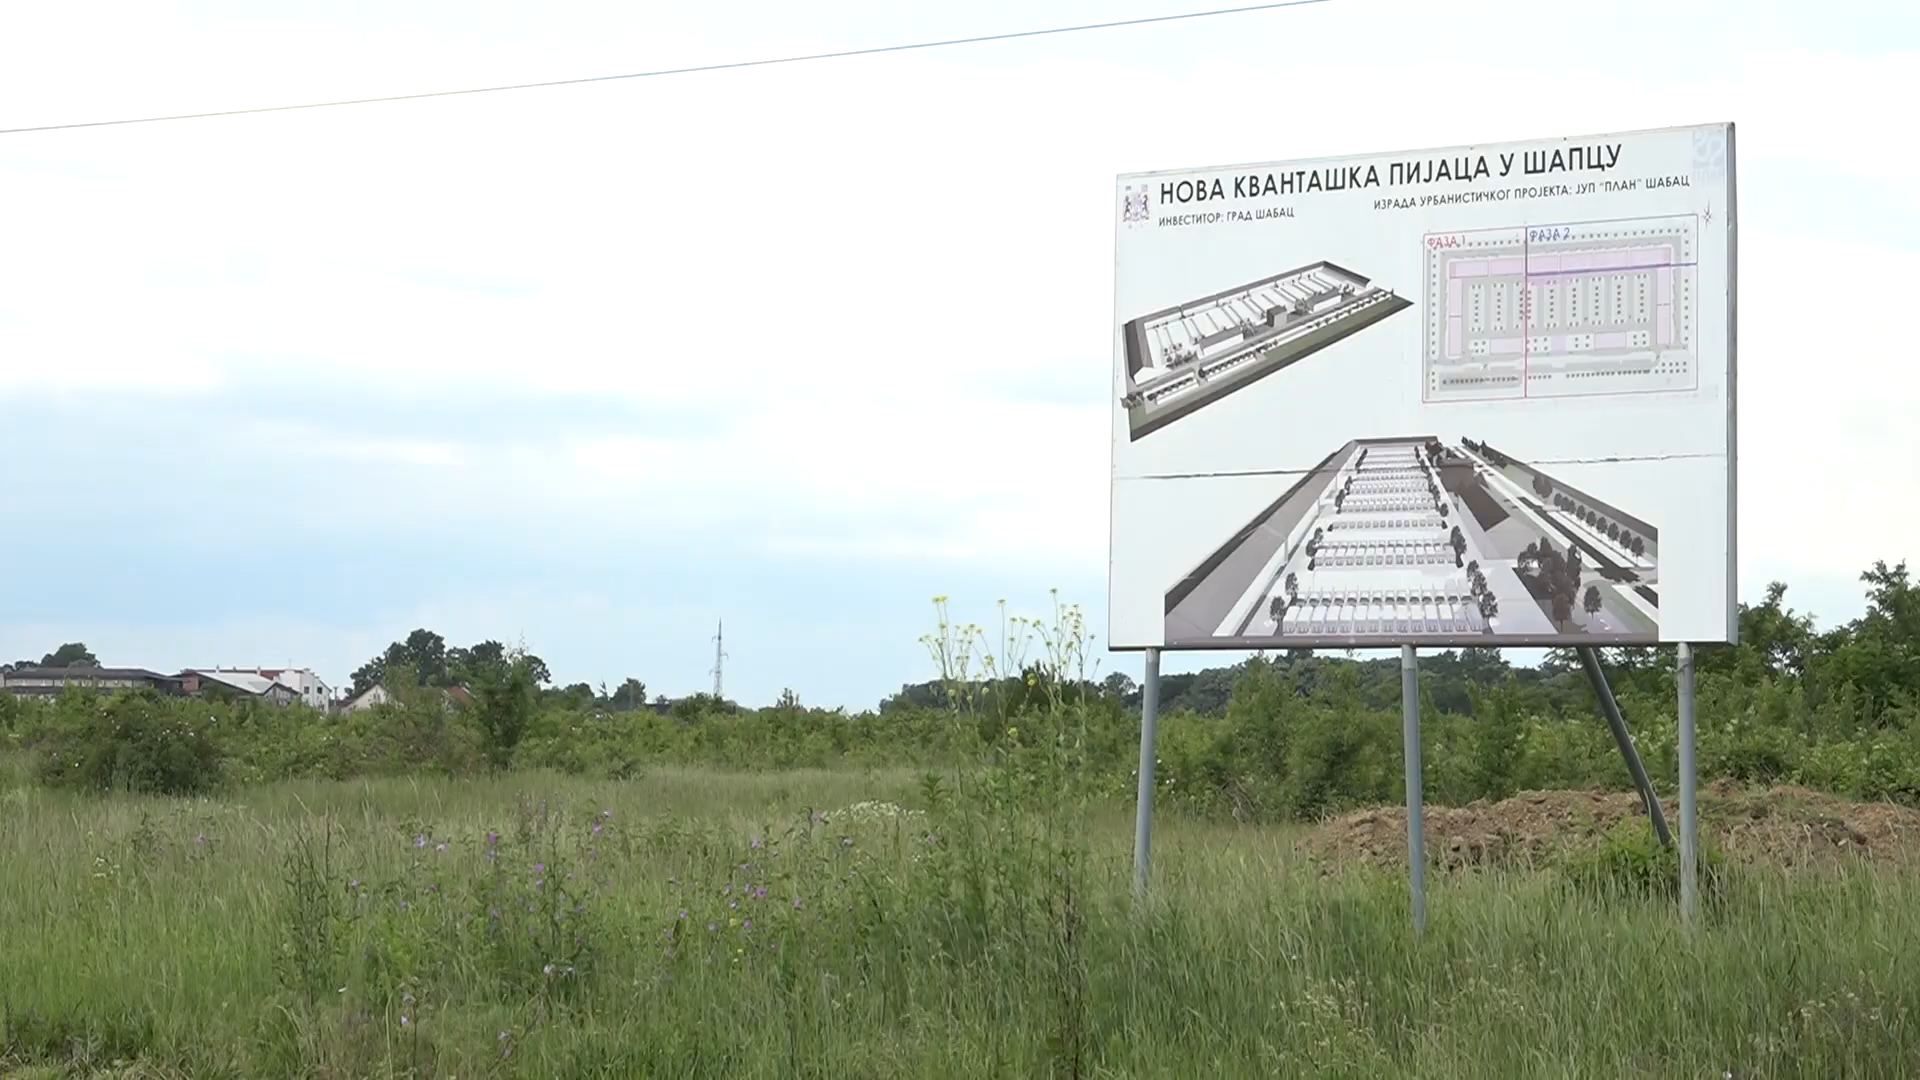 НОВА КВАНТАШКА ПИЈАЦА У ШАПЦУ
ИНВЕСТИТОР: ГРАД ШАБАЦ
ИЗРАДА УРБАНИСТИЧКОГ ПРОЈЕКТА: ЈУП "ПЛАН" ШАБАЦ
ФАЗА 1
ФАЗА 2